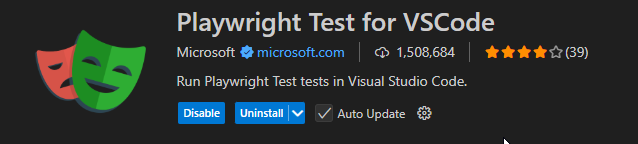 Playwright Test for VSCode
Microsoft microsoft.com 1,508,684 (39)
Run Playwright Test tests in Visual Studio Code.
Disable Uninstall Auto Update